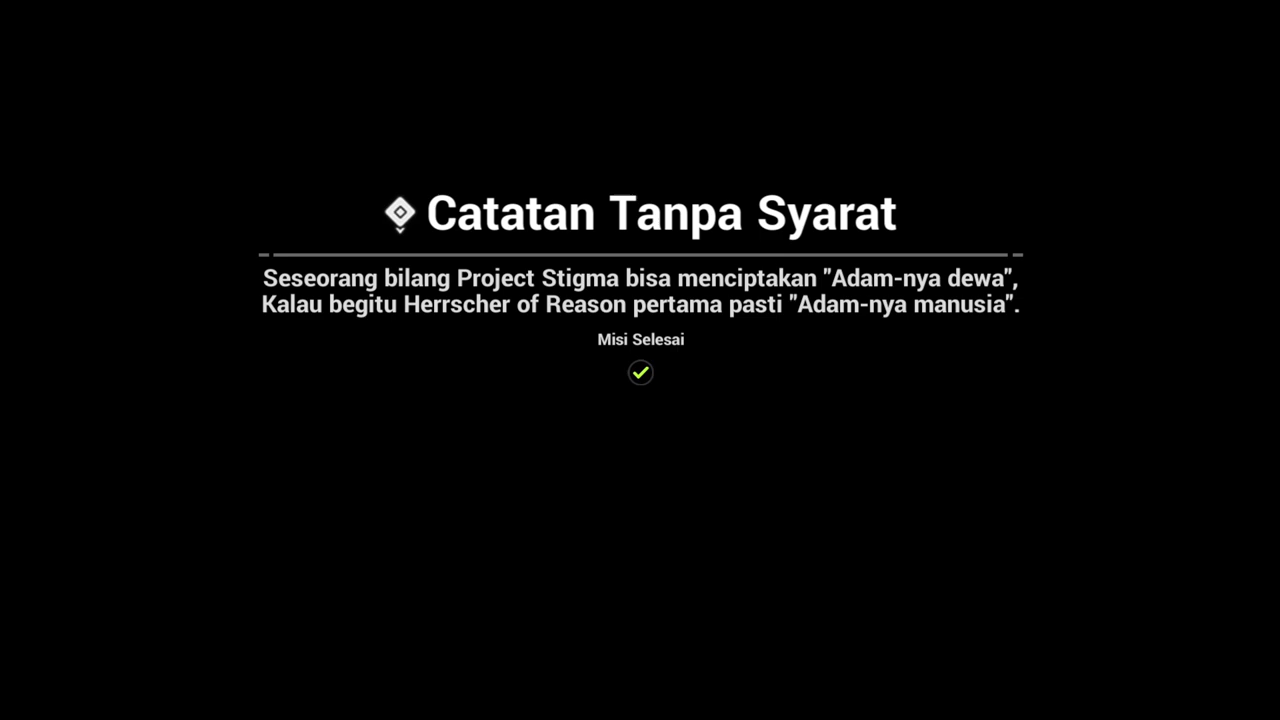 Catatan Tanpa Syarat
Seseorang bilang Project Stigma bisa menciptakan "Adam-nya dewa",
Kalau begitu Herrscher of Reason pertama pasti "Adam-nya manusia".
Misi Selesai